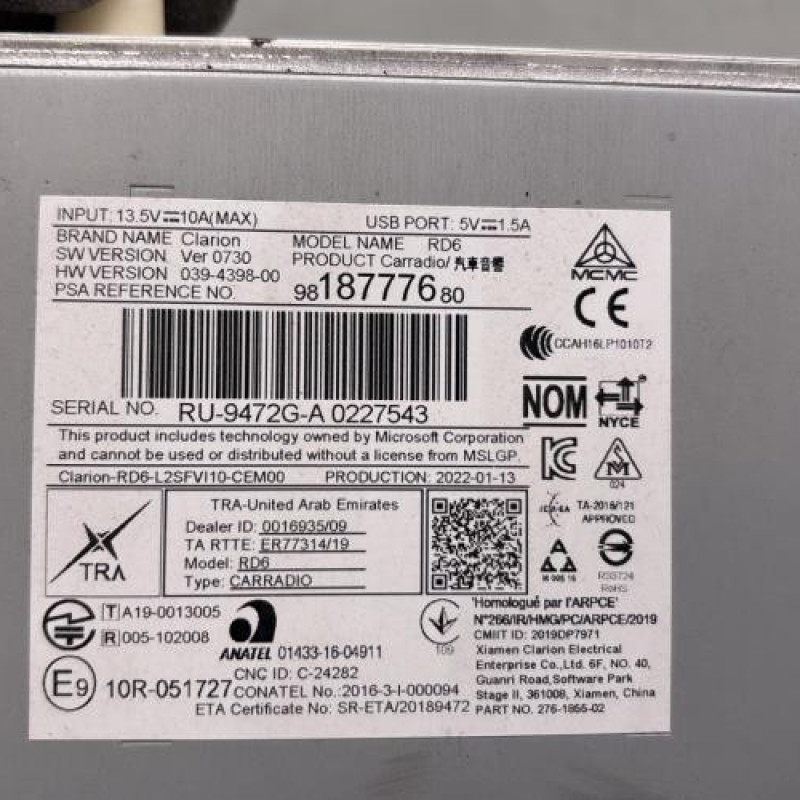 INPUT: 13.5V⎓10A(MAX) USB PORT: 5V⎓1.5A
BRAND NAME Clarion MODEL NAME RD6
SW VERSION Ver 0730 PRODUCT Carradio/汽車音響
HW VERSION 039-4398-00
PSA REFERENCE NO. 9818777680
MCMC
CE
CCAH16LP1010T2
SERIAL NO. RU-9472G-A 0227543
NOM NYCE
This product includes technology owned by Microsoft Corporation
and cannot be used or distributed without a license from MSLGP.
Clarion-RD6-L2SFVI10-CEM00 PRODUCTION: 2022-01-13
024
TRA
TRA-United Arab Emirates
Dealer ID: 0016935/09
TA RTTE: ER77314/19
Model: RD6
Type: CARRADIO
TA-2016/121
APPROVED
RoHS
T A19-0013005
R 005-102008
ANATEL 01433-16-04911
109
'Homologué par l'ARPCE'
N°266/IR/HMG/PC/ARPCE/2019
CMIIT ID: 2019DP7971
Xiamen Clarion Electrical
Enterprise Co.,Ltd. 6F, NO. 40,
Guanri Road,Software Park
Stage II, 361008, Xiamen, China
PART NO. 276-1855-02
E9 10R-051727
CNC ID: C-24282
CONATEL No.:2016-3-I-000094
ETA Certificate No.: SR-ETA/20189472